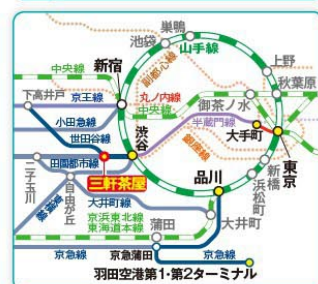 巣鴨
池袋
山手線
上野
中央線
副都心線
新宿
丸ノ内線
秋葉原
下高井戸
京王線
御茶ノ水
中央線
小田急線
半蔵門線
大手町
世田谷線
渋谷
銀座線
東京
田園都市線
三軒茶屋
品川
新橋
浜松町
二子玉川
自由が丘
東横線
大井町線
大井町
京浜東北線
東海道本線
蒲田
京急線
京急蒲田
京急線
羽田空港第1・第2ターミナル